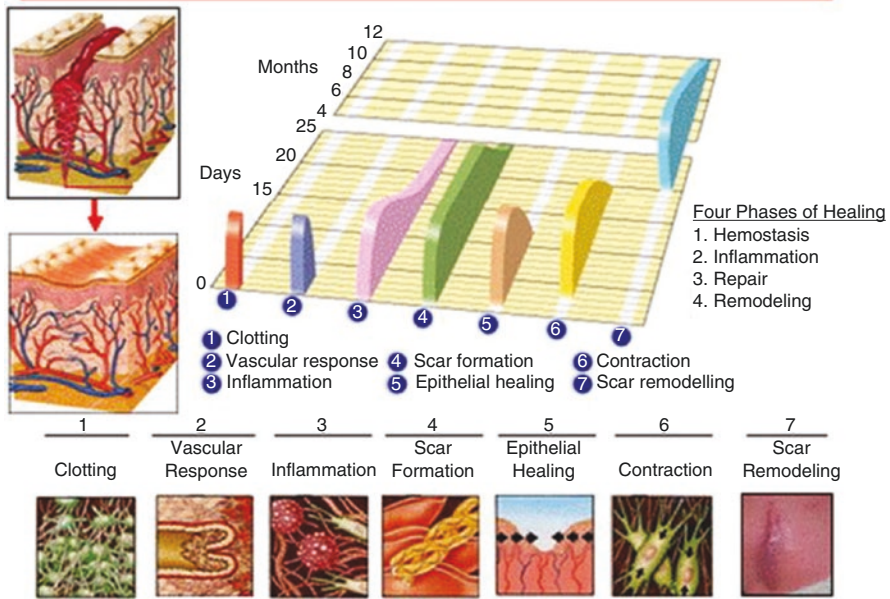 12
10
Months
8
6
4
25
20
Days
15
0
1 2 3 4 5 6 7
Four Phases of Healing
1. Hemostasis
2. Inflammation
3. Repair
4. Remodeling
1 Clotting
2 Vascular response 4 Scar formation 6 Contraction
3 Inflammation 5 Epithelial healing 7 Scar remodelling
1 2 3 4 5 6 7
Clotting
Vascular
Response
Inflammation
Scar
Formation
Epithelial
Healing
Contraction
Scar
Remodeling